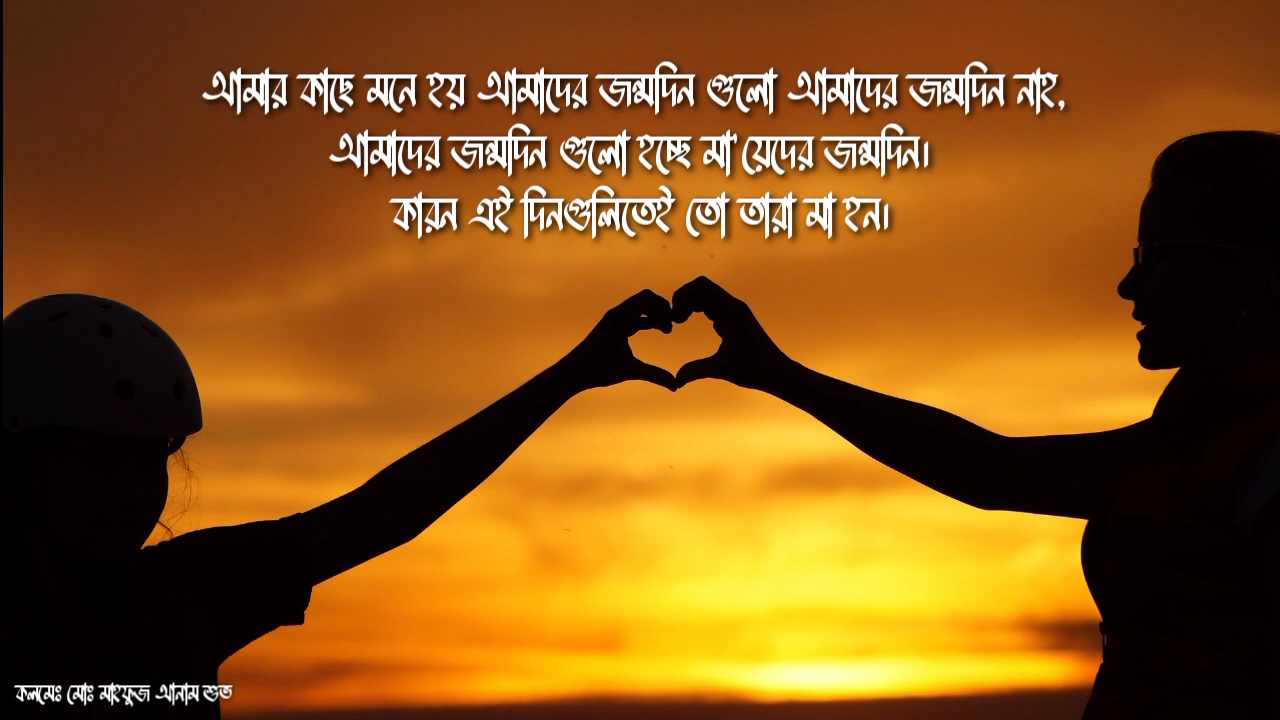 আমার কাছে মনে হয় আমাদের জন্মদিন গুলো আমাদের জন্মদিন নাহ,
আমাদের জন্মদিন গুলো হচ্ছে মা'য়েদের জন্মদিন।
কারন এই দিনগুলিতেই তো তারা মা হন।
কলমেঃ মোঃ মাহফুজ আনাম শুভ